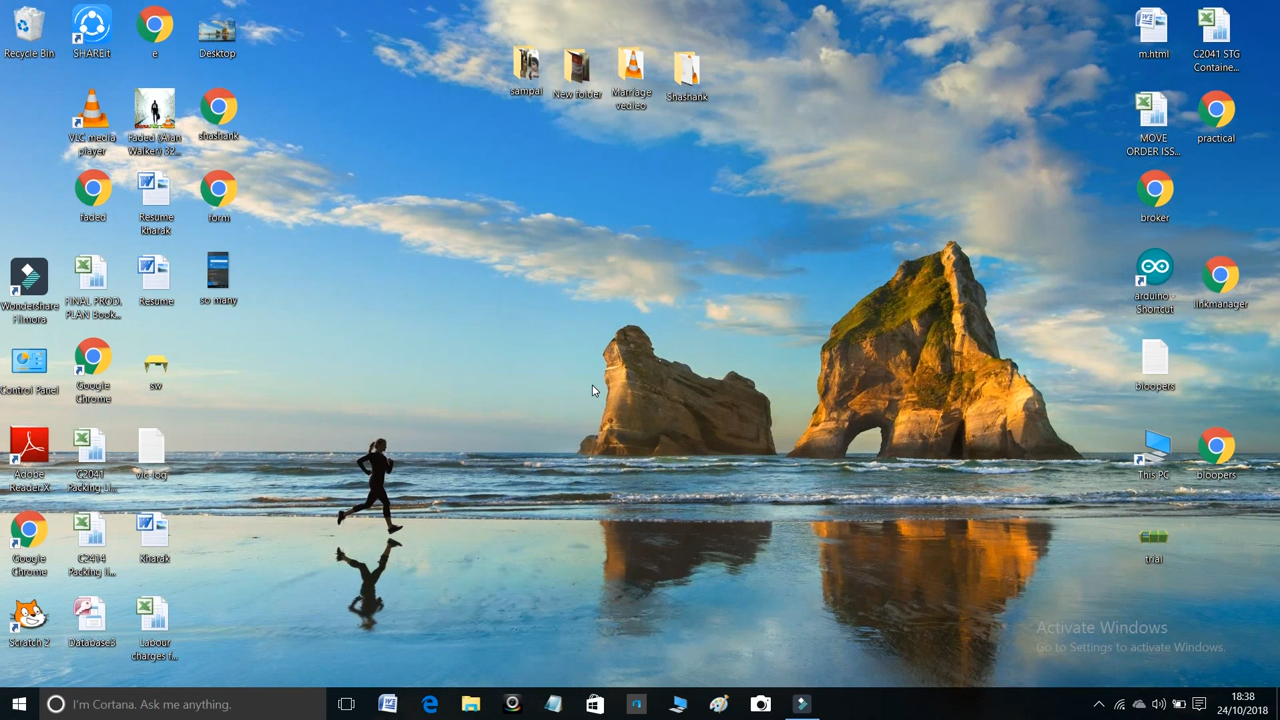 Recycle Bin
SHAREit
e
Desktop
sampal
New folder
Marriage
vedieo
Shashank
m.html
C2041 STG
Containe...
VLC media
player
Faded (Alan
Walker) 32...
shashank
MOVE
ORDER ISS...
practical
faded
Resume
kharak
form
broker
Wondershare
Filmora
FINAL PROD.
PLAN Book...
Resume
so many
arduino -
Shortcut
linkmanager
Control Panel
Google
Chrome
sw
bloopers
Adobe
Reader X
C2041
Packing Li...
vlc-log
This PC
bloopers
Google
Chrome
C2414
Packing li...
Kharak
trial
Scratch 2
Database3
Labour
charges f...
Activate Windows
Go to Settings to activate Windows.
I'm Cortana. Ask me anything.
18:38
24/10/2018